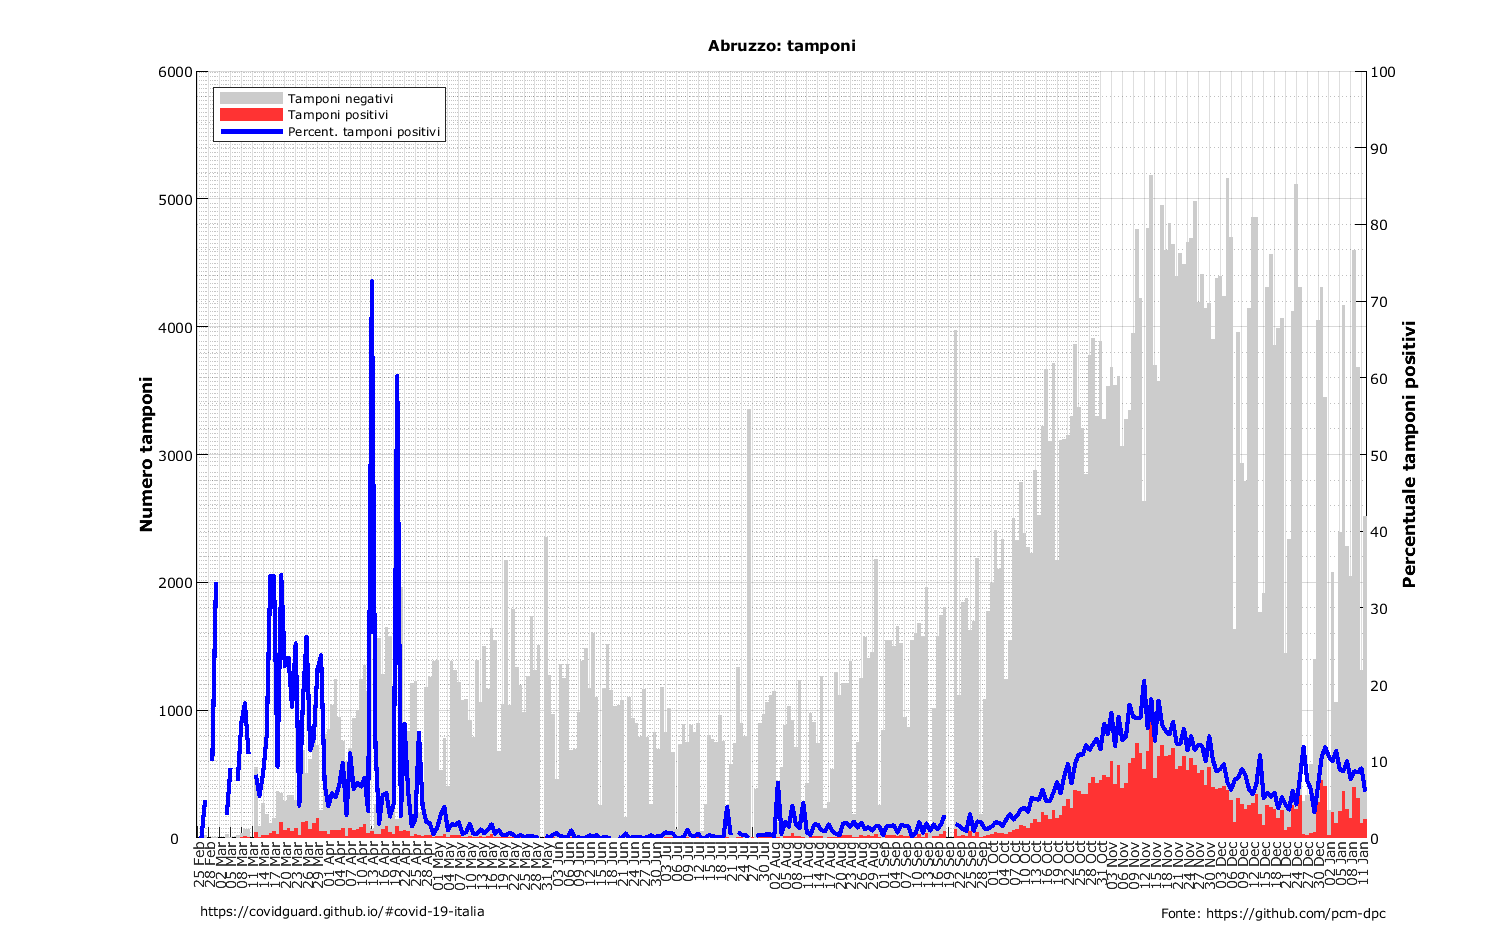 Abruzzo: tamponi
Tamponi negativi
Tamponi positivi
Percent. tamponi positivi
Numero tamponi
6000
5000
4000
3000
2000
1000
0
Percentuale tamponi positivi
100
90
80
70
60
50
40
30
20
10
0
25 Feb
28 Feb
02 Mar
05 Mar
08 Mar
11 Mar
14 Mar
17 Mar
20 Mar
23 Mar
26 Mar
29 Mar
01 Apr
04 Apr
07 Apr
10 Apr
13 Apr
16 Apr
19 Apr
22 Apr
25 Apr
28 Apr
01 May
04 May
07 May
10 May
13 May
16 May
19 May
22 May
25 May
28 May
31 May
03 Jun
06 Jun
09 Jun
12 Jun
15 Jun
18 Jun
21 Jun
24 Jun
27 Jun
30 Jun
03 Jul
06 Jul
09 Jul
12 Jul
15 Jul
18 Jul
21 Jul
24 Jul
27 Jul
30 Jul
02 Aug
05 Aug
08 Aug
11 Aug
14 Aug
17 Aug
20 Aug
23 Aug
26 Aug
29 Aug
01 Sep
04 Sep
07 Sep
10 Sep
13 Sep
16 Sep
19 Sep
22 Sep
25 Sep
28 Sep
01 Oct
04 Oct
07 Oct
10 Oct
13 Oct
16 Oct
19 Oct
22 Oct
25 Oct
28 Oct
31 Oct
03 Nov
06 Nov
09 Nov
12 Nov
15 Nov
18 Nov
21 Nov
24 Nov
27 Nov
30 Nov
03 Dec
06 Dec
09 Dec
12 Dec
15 Dec
18 Dec
21 Dec
24 Dec
27 Dec
30 Dec
02 Jan
05 Jan
08 Jan
11 Jan
https://covidguard.github.io/#covid-19-italia
Fonte: https://github.com/pcm-dpc